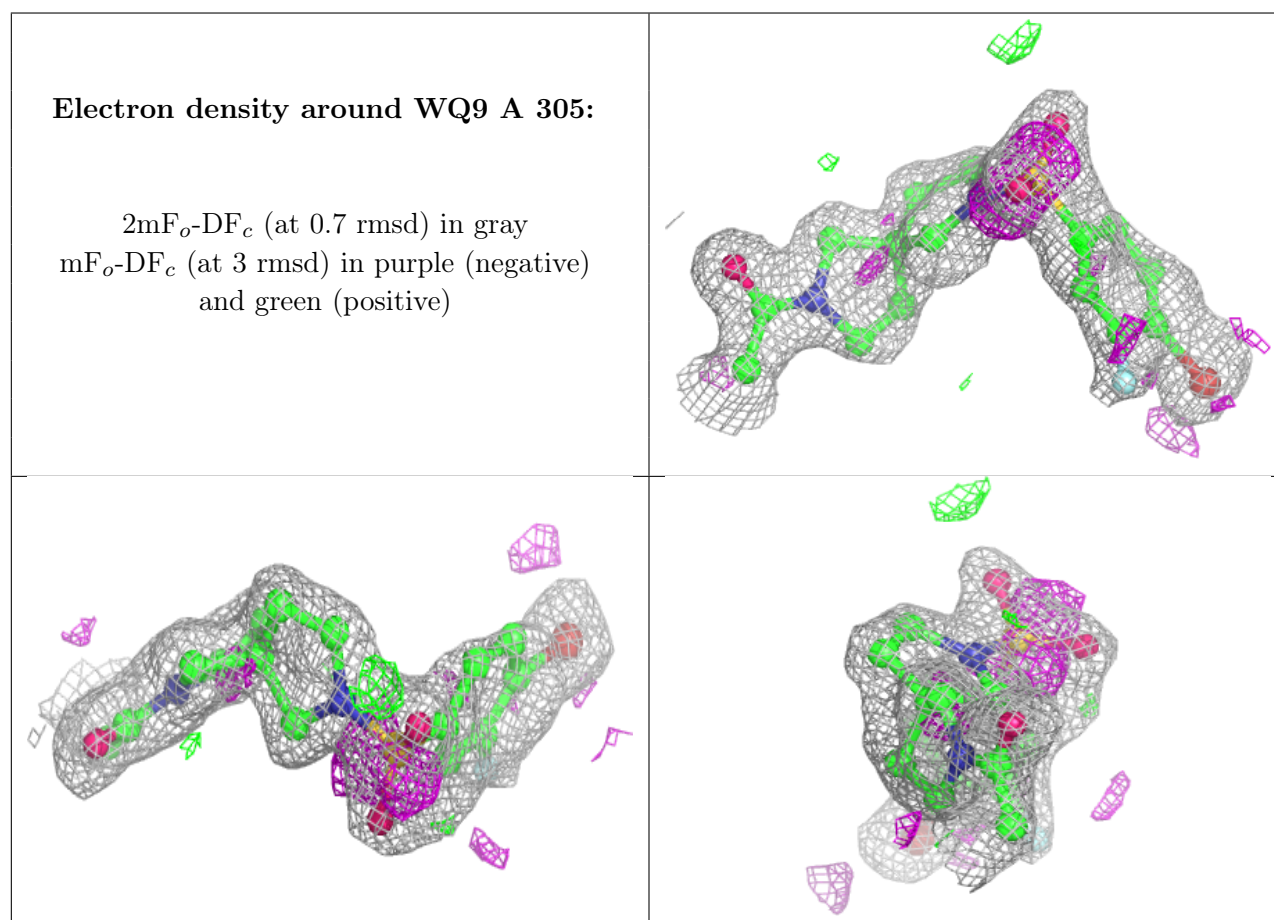 Electron density around WQ9 A 305:
2mFₒ-DF𝒸 (at 0.7 rmsd) in gray
mFₒ-DF𝒸 (at 3 rmsd) in purple (negative)
and green (positive)